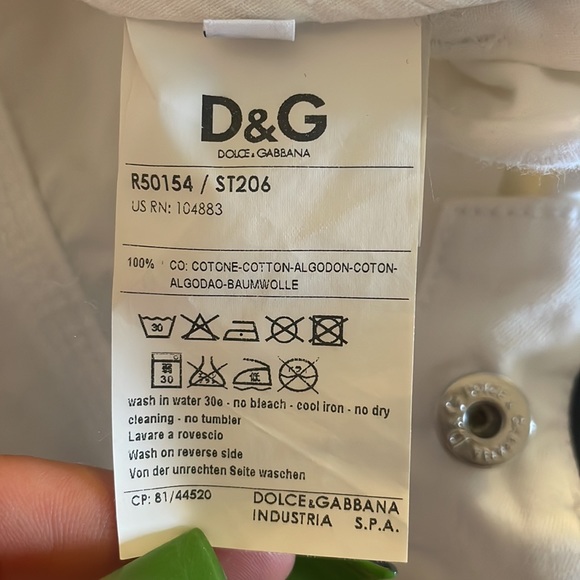 D&G
DOLCE & GABBANA
R50154 / ST206
US RN: 104883
100% CO: COTONE-COTTON-ALGODON-COTON-
ALGODAO-BAUMWOLLE
30
30
wash in water 30e - no bleach - cool iron - no dry
cleaning - no tumbler
Lavare a rovescio
Wash on reverse side
Von der unrechten Seite waschen
CP: 81/44520
DOLCE&GABBANA
INDUSTRIA S.P.A.